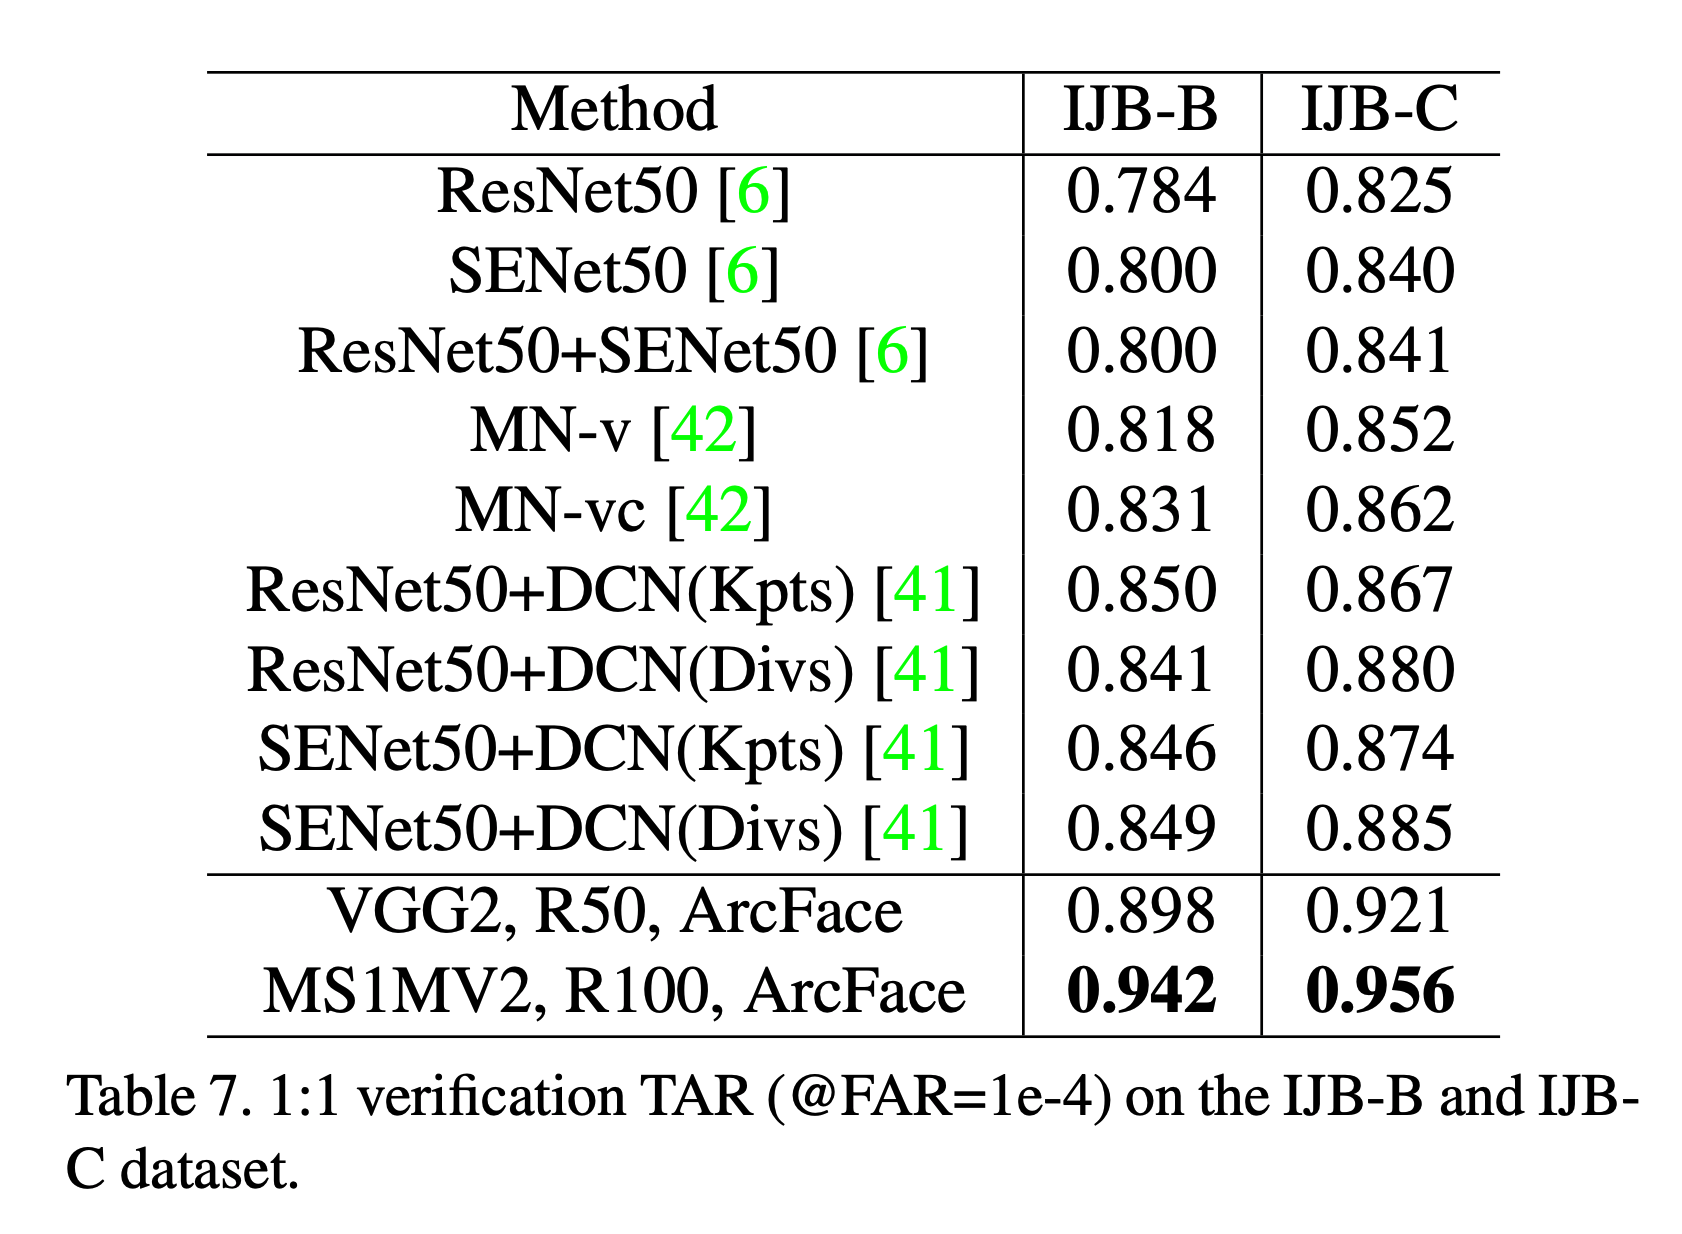 Method IJB-B IJB-C
ResNet50 [6] 0.784 0.825
SENet50 [6] 0.800 0.840
ResNet50+SENet50 [6] 0.800 0.841
MN-v [42] 0.818 0.852
MN-vc [42] 0.831 0.862
ResNet50+DCN(Kpts) [41] 0.850 0.867
ResNet50+DCN(Divs) [41] 0.841 0.880
SENet50+DCN(Kpts) [41] 0.846 0.874
SENet50+DCN(Divs) [41] 0.849 0.885
VGG2, R50, ArcFace 0.898 0.921
MS1MV2, R100, ArcFace 0.942 0.956
Table 7. 1:1 verification TAR (@FAR=1e-4) on the IJB-B and IJB-
C dataset.